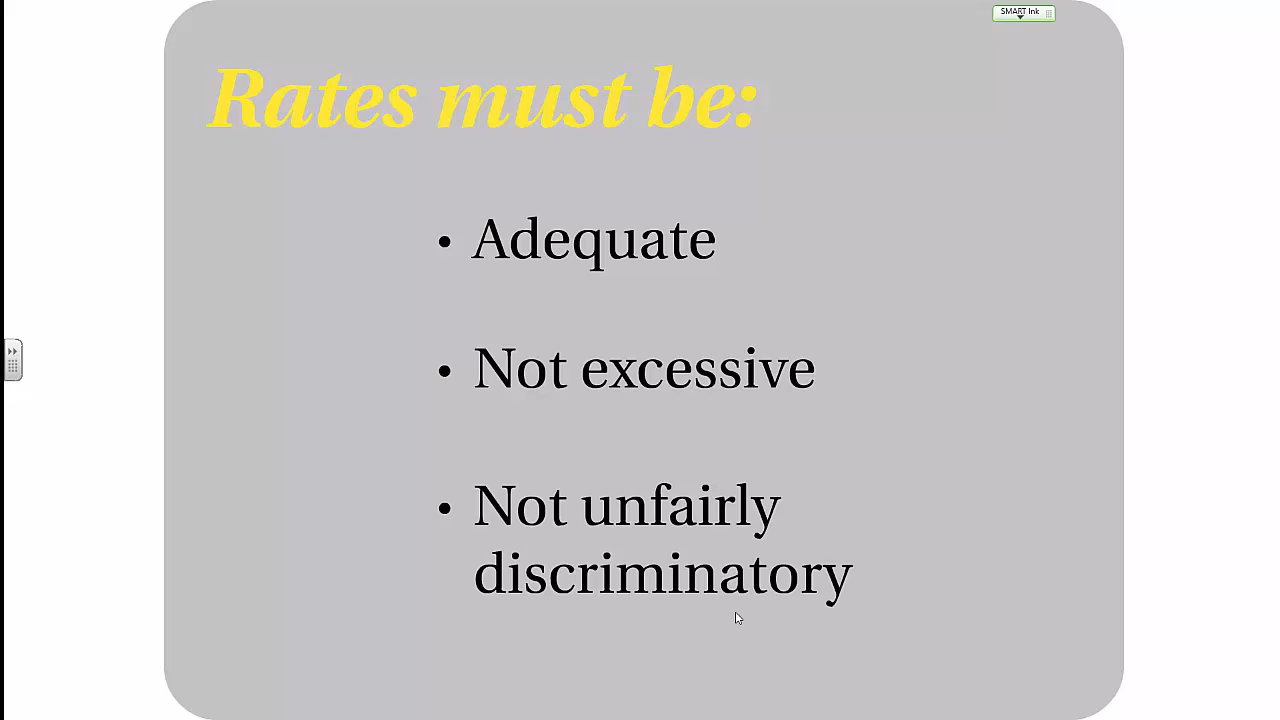 SMART Ink
Rates must be:
• Adequate
• Not excessive
• Not unfairly
discriminatory